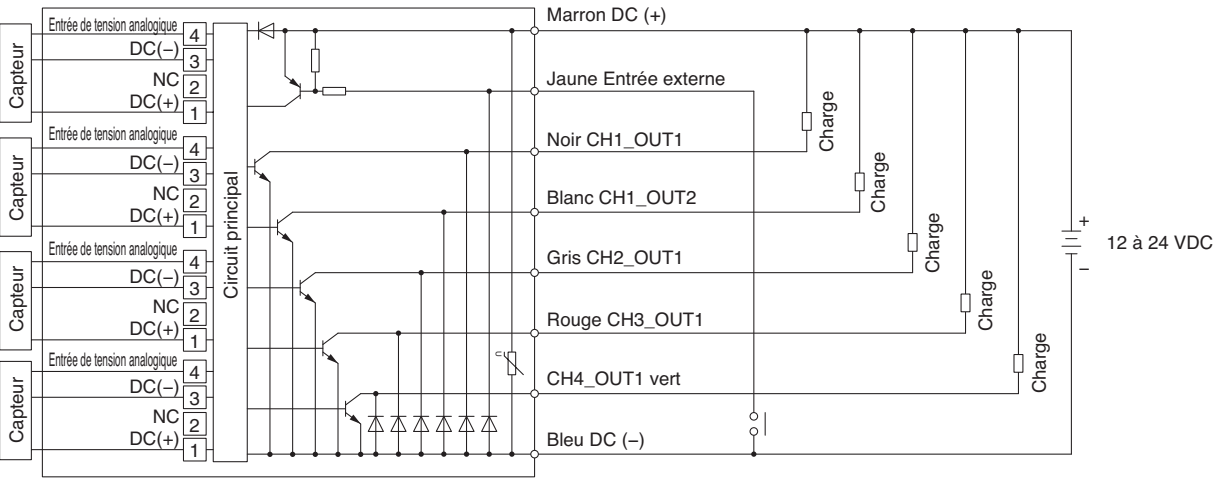 Marron DC (+)
Jaune Entrée externe
Noir CH1_OUT1
Blanc CH1_OUT2
Gris CH2_OUT1
Rouge CH3_OUT1
CH4_OUT1 vert
Bleu DC (−)
Capteur
Entrée de tension analogique
4
DC(−)
3
NC
2
DC(+)
1
Capteur
Entrée de tension analogique
4
DC(−)
3
NC
2
DC(+)
1
Capteur
Entrée de tension analogique
4
DC(−)
3
NC
2
DC(+)
1
Capteur
Entrée de tension analogique
4
DC(−)
3
NC
2
DC(+)
1
Circuit principal
Charge
Charge
Charge
Charge
Charge
+
12 à 24 VDC
−